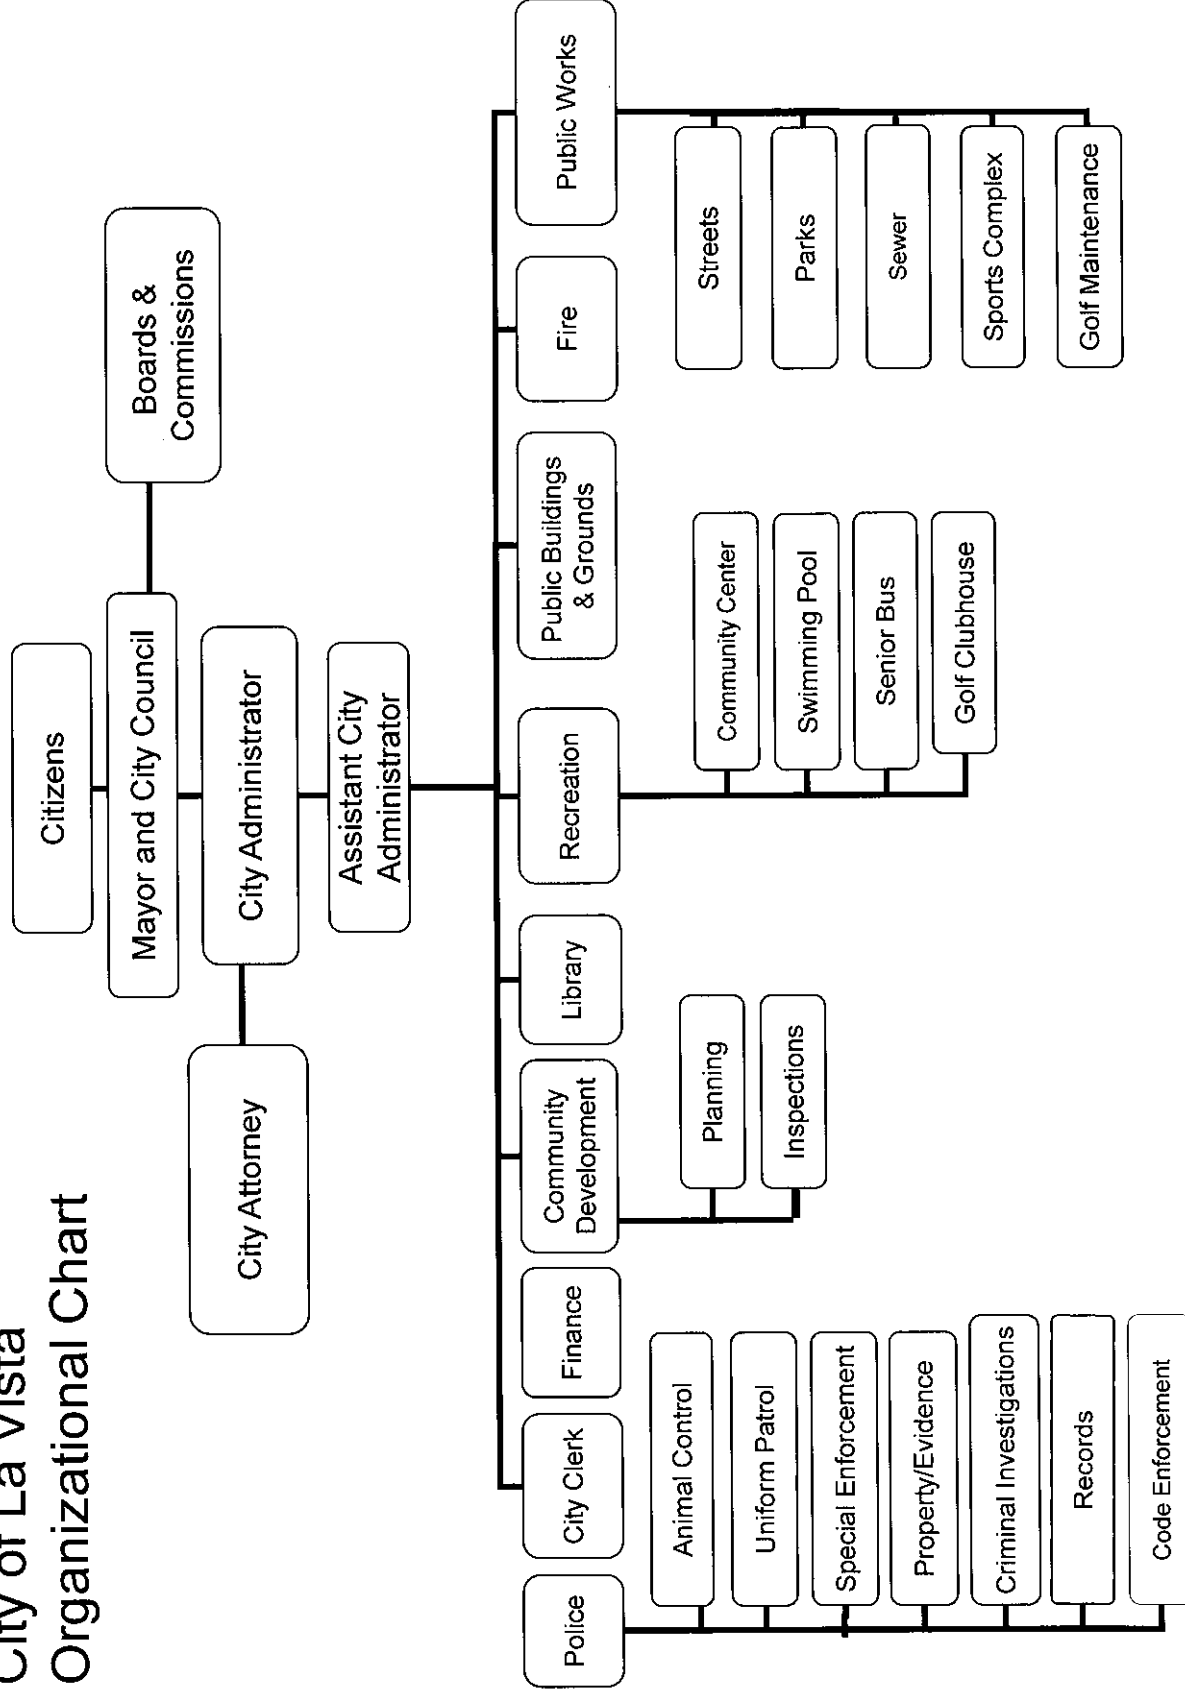 City of La Vista
Organizational Chart
Citizens
Mayor and City Council
Boards &
Commissions
City Administrator
City Attorney
Assistant City
Administrator
Police
City Clerk
Finance
Community
Development
Library
Recreation
Public Buildings
& Grounds
Fire
Public Works
Animal Control
Uniform Patrol
Special Enforcement
Property/Evidence
Criminal Investigations
Records
Code Enforcement
Planning
Inspections
Community Center
Swimming Pool
Senior Bus
Golf Clubhouse
Streets
Parks
Sewer
Sports Complex
Golf Maintenance